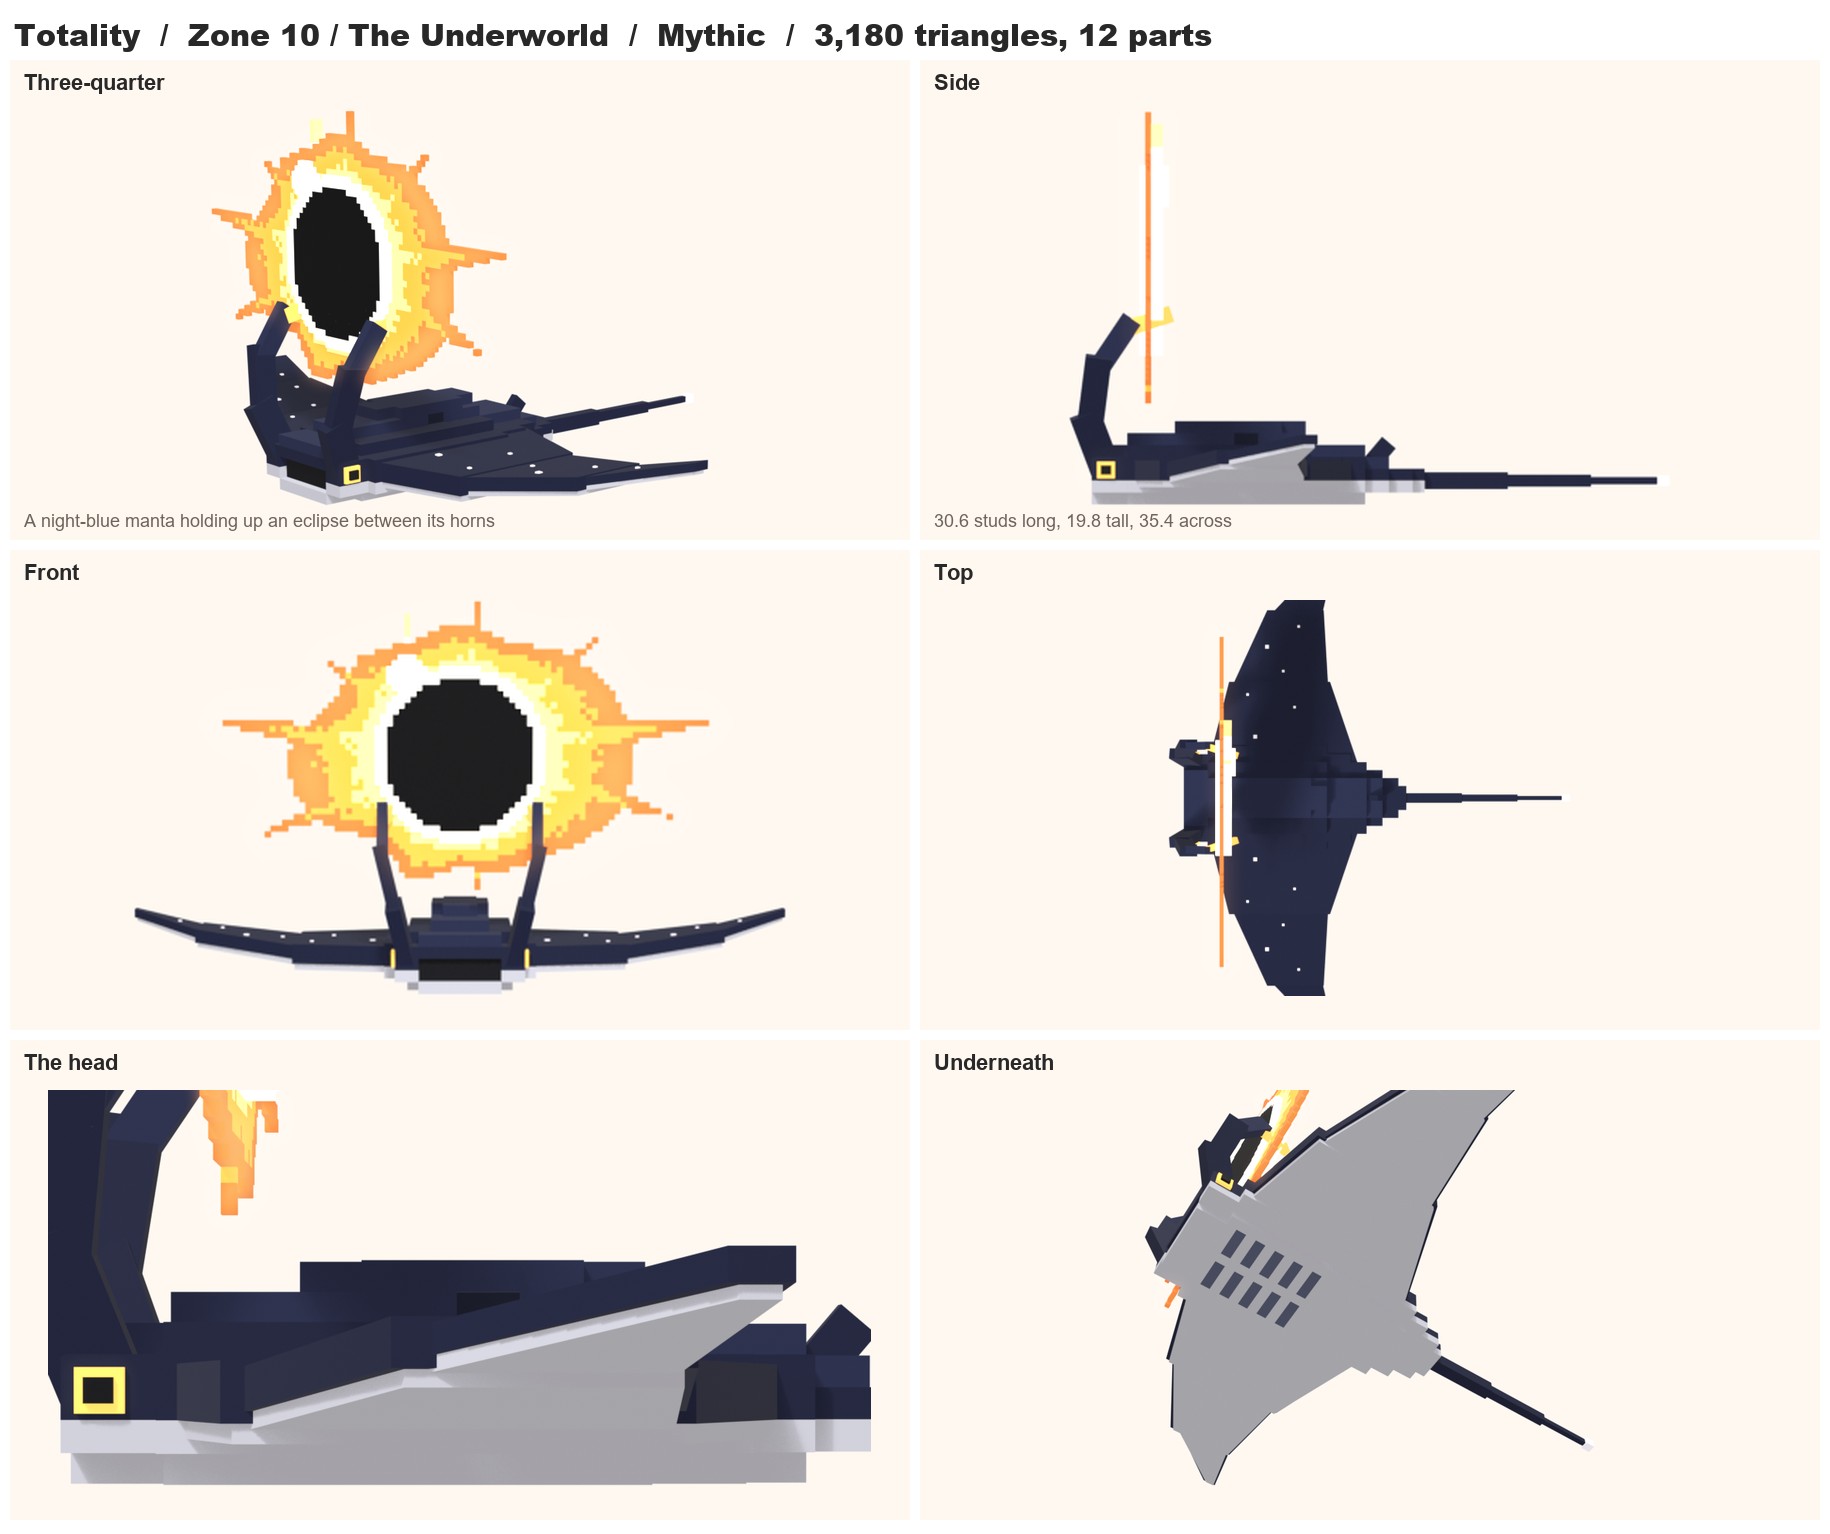 Totality / Zone 10 / The Underworld / Mythic / 3,180 triangles, 12 parts
Three-quarter
Side
A night-blue manta holding up an eclipse between its horns
30.6 studs long, 19.8 tall, 35.4 across
Front
Top
The head
Underneath